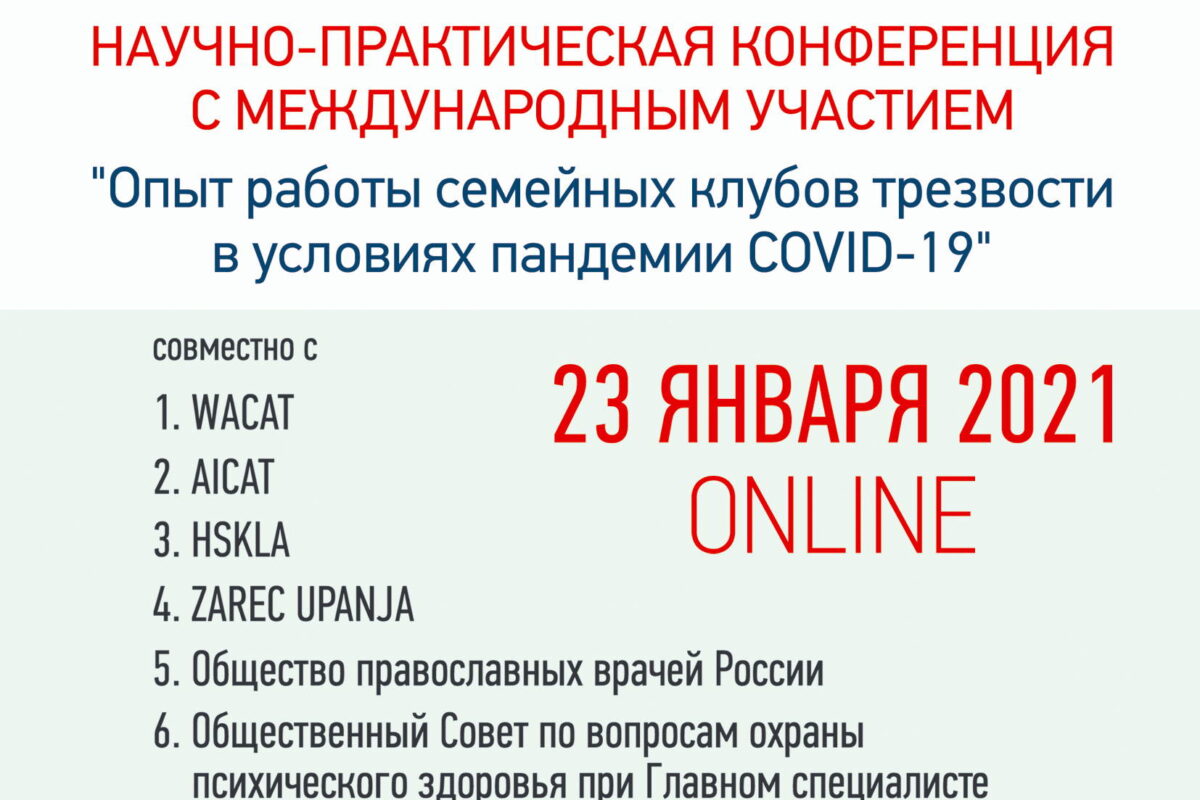 НАУЧНО-ПРАКТИЧЕСКАЯ КОНФЕРЕНЦИЯ
С МЕЖДУНАРОДНЫМ УЧАСТИЕМ
"Опыт работы семейных клубов трезвости
в условиях пандемии COVID-19"
совместно с
1. WACAT
2. AICAT
3. HSKLA
4. ZAREC UPANJA
5. Общество православных врачей России
6. Общественный Совет по вопросам охраны
психического здоровья при Главном специалисте
23 ЯНВАРЯ 2021
ONLINE